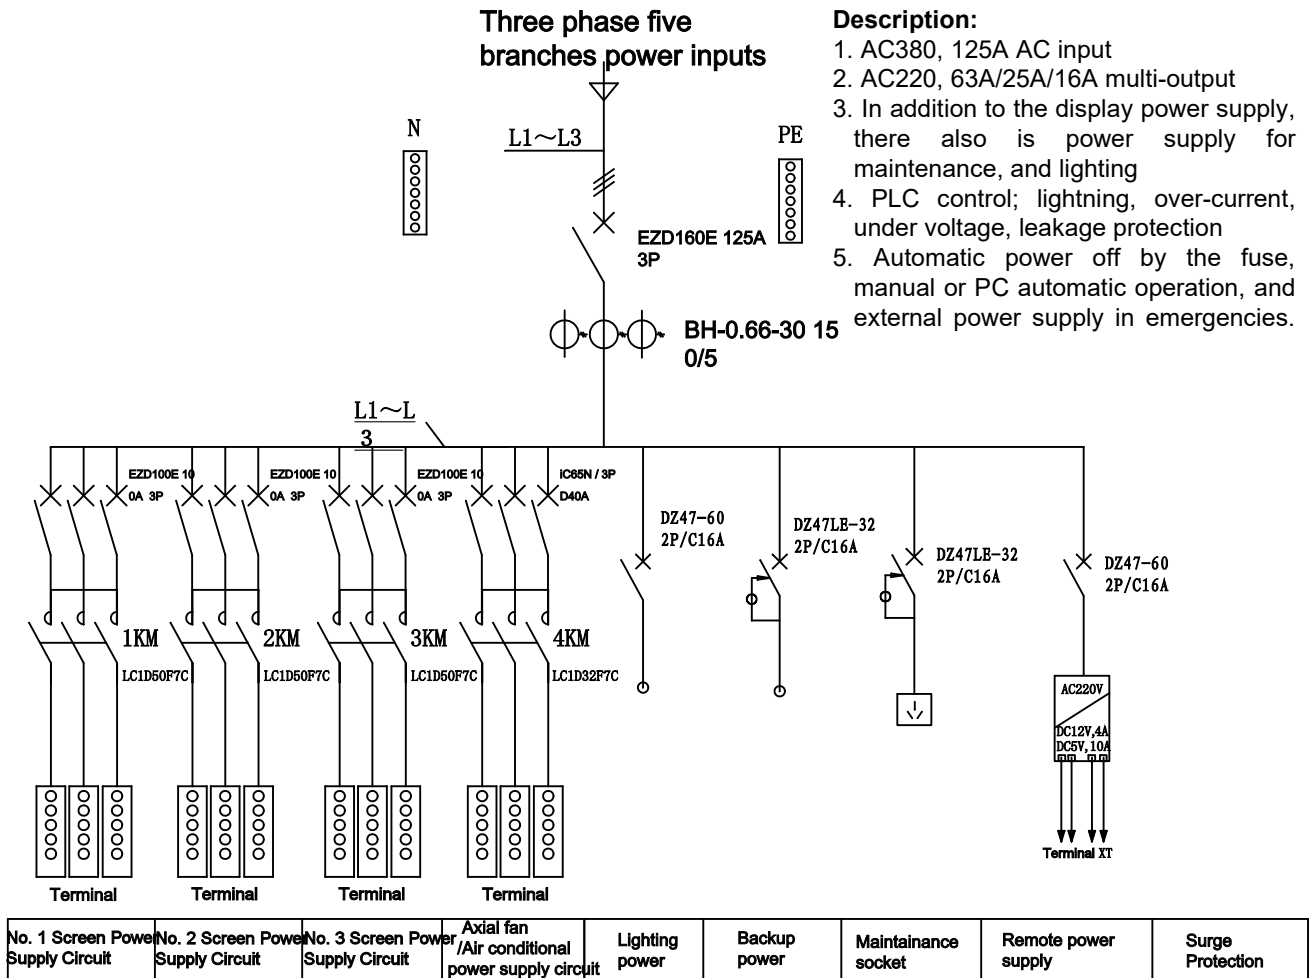 Three phase five
branches power inputs
Description:
1. AC380, 125A AC input
2. AC220, 63A/25A/16A multi-output
3. In addition to the display power supply,
there also is power supply for
maintenance, and lighting
4. PLC control; lightning, over-current,
under voltage, leakage protection
5. Automatic power off by the fuse,
manual or PC automatic operation, and
external power supply in emergencies.
N
L1～L3
PE
EZD160E 125A
3P
BH-0.66-30 15
0/5
L1～L
3
EZD100E 10
0A 3P
EZD100E 10
0A 3P
EZD100E 10
0A 3P
iC65N / 3P
D40A
DZ47-60
2P/C16A
DZ47LE-32
2P/C16A
DZ47LE-32
2P/C16A
DZ47-60
2P/C16A
1KM
LC1D50F7C
2KM
LC1D50F7C
3KM
LC1D50F7C
4KM
LC1D32F7C
AC220V
DC12V,4A
DC5V,10A
Terminal XT
Terminal
Terminal
Terminal
Terminal
No. 1 Screen Power
Supply Circuit
No. 2 Screen Power
Supply Circuit
No. 3 Screen Power
Supply Circuit
Axial fan
/Air conditional
power supply circuit
Lighting
power
Backup
power
Maintainance
socket
Remote power
supply
Surge
Protection